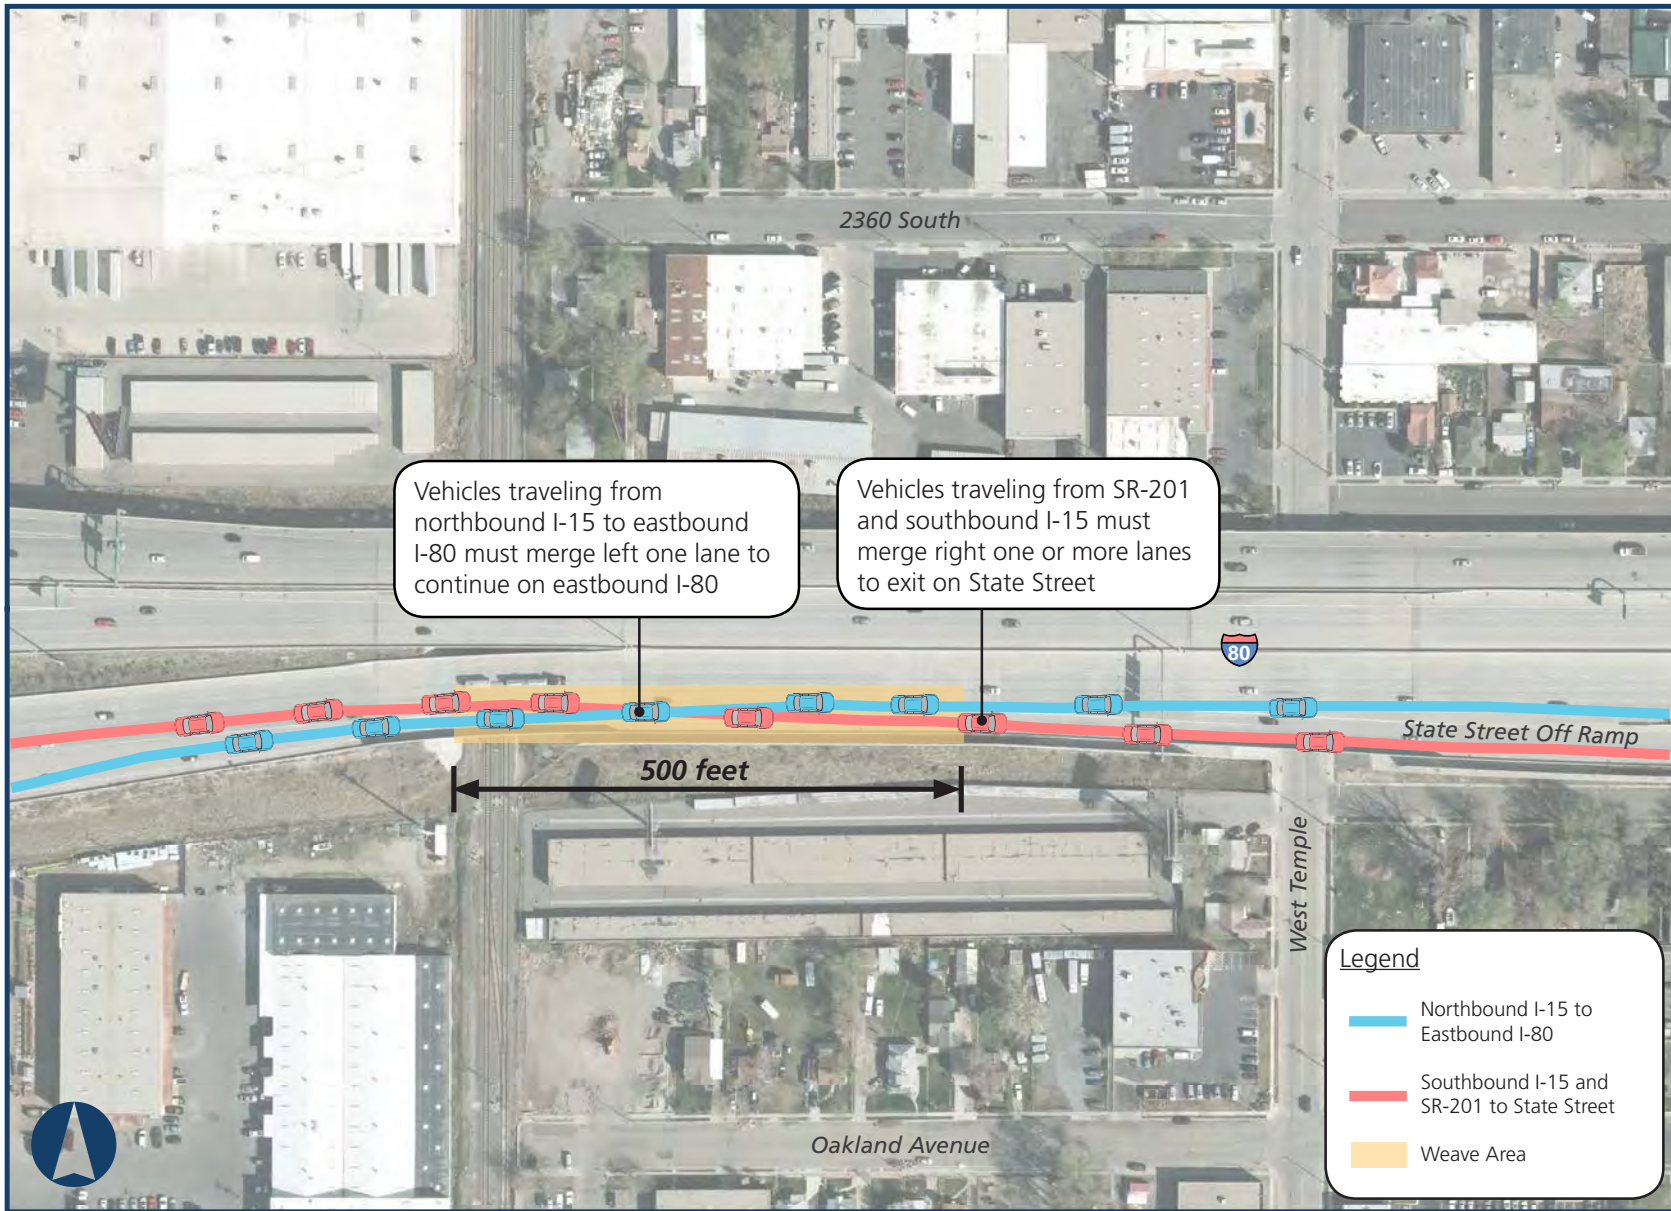 2360 South
Vehicles traveling from
northbound I-15 to eastbound
I-80 must merge left one lane to
continue on eastbound I-80
Vehicles traveling from SR-201
and southbound I-15 must
merge right one or more lanes
to exit on State Street
80
State Street Off Ramp
500 feet
West Temple
Oakland Avenue
Legend
Northbound I-15 to
Eastbound I-80
Southbound I-15 and
SR-201 to State Street
Weave Area